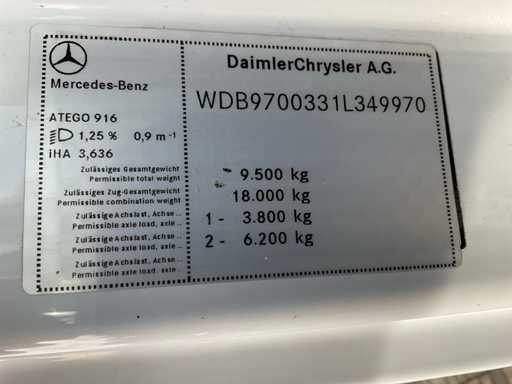 Mercedes-Benz
DaimlerChrysler A.G.
WDB9700331L349970
ATEGO 916
1,25 % 0,9 m⁻¹
iHA 3,636
Zulässiges Gesamtgewicht
Permissible total weight
9.500 kg
Zulässiges Zug-Gesamtgewicht
Permissible combination weight
18.000 kg
Zulässige Achslast, Achse ..
Permissible axle load, axle ..
1 - 3.800 kg
Zulässige Achslast, Achse ..
Permissible axle load, axle ..
2 - 6.200 kg
Zulässige Achslast, Achse ..
Permissible axle load, axle ..